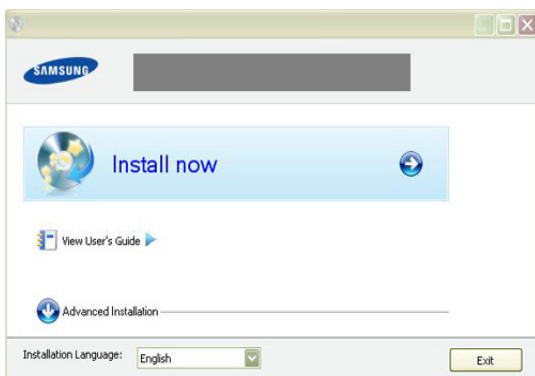 SAMSUNG
Install now
View User's Guide
Advanced Installation
Installation Language: English
Exit